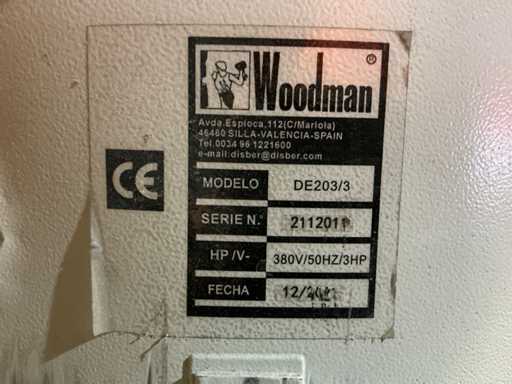 Woodman®
Avda.Espioca,112(C/Mariola)
46460 SILLA-VALENCIA-SPAIN
Tel.0034 96 1221600
e-mail:disber@disber.com
CE
MODELO DE203/3
SERIE N.
HP/V- 380V/50HZ/3HP
FECHA